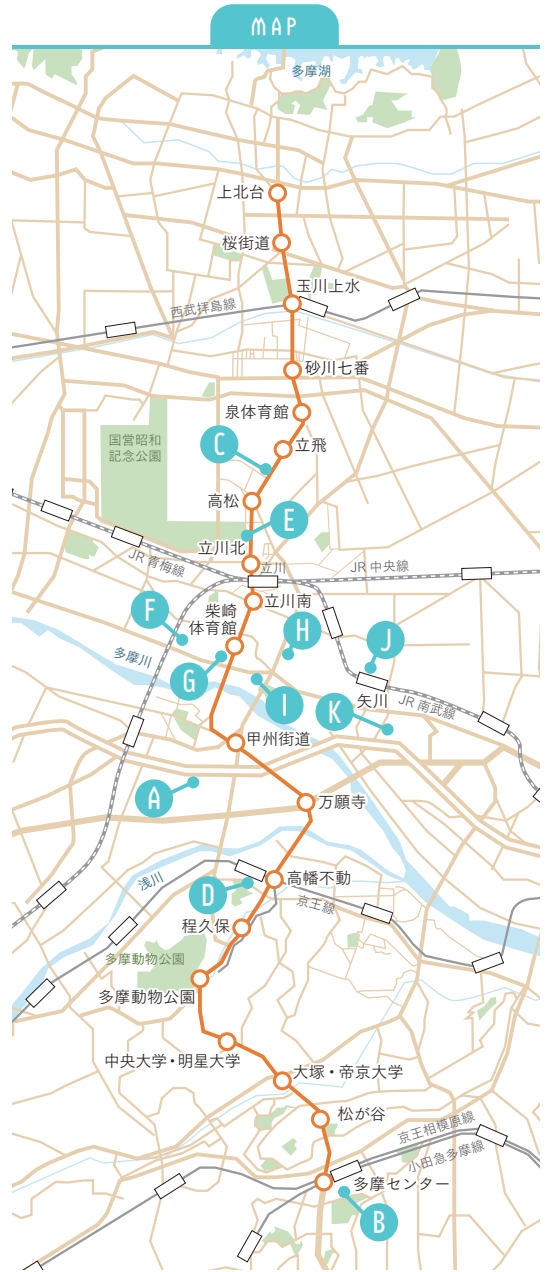 MAP
多摩湖
上北台
桜街道
玉川上水
西武拝島線
砂川七番
泉体育館
国営昭和
記念公園
C
立飛
高松
E
立川北
JR 青梅線
立川
JR 中央線
立川南
柴崎
体育館
F
H
J
多摩川
G
I
矢川
K
JR 南武線
甲州街道
A
万願寺
浅川
D
高幡不動
京王線
程久保
多摩動物公園
多摩動物公園
中央大学・明星大学
大塚・帝京大学
松が谷
京王相模原線
小田急多摩線
多摩センター
B